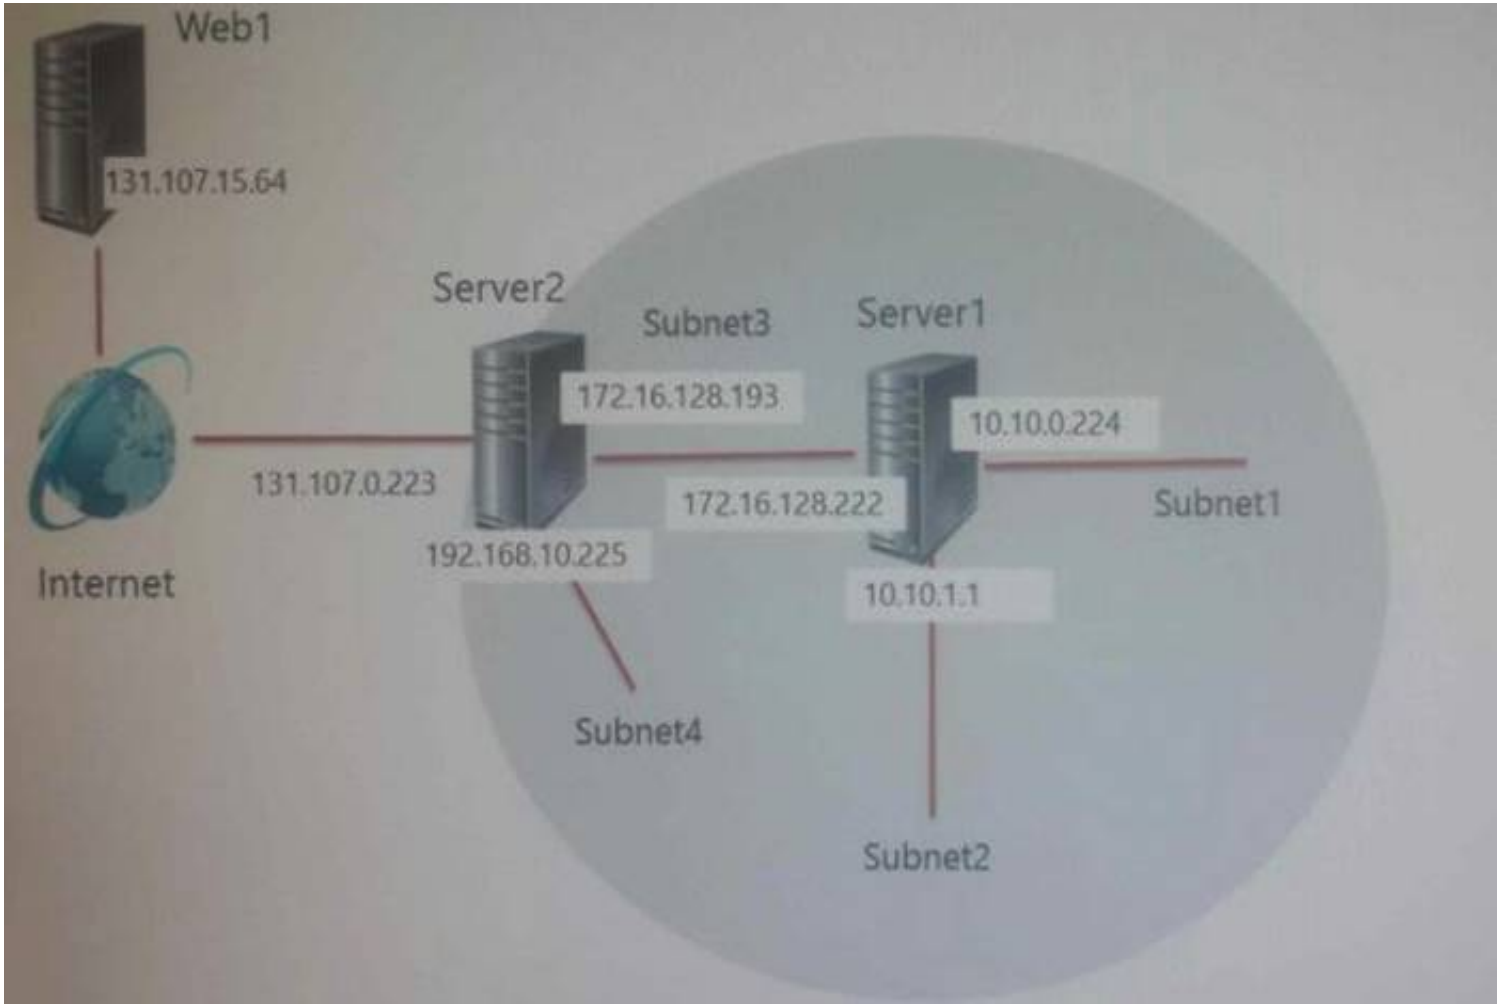 Web1
131.107.15.64
Server2
Subnet3
Server1
172.16.128.193
10.10.0.224
131.107.0.223
172.16.128.222
Subnet1
192.168.10.225
Internet
10.10.1.1
Subnet4
Subnet2